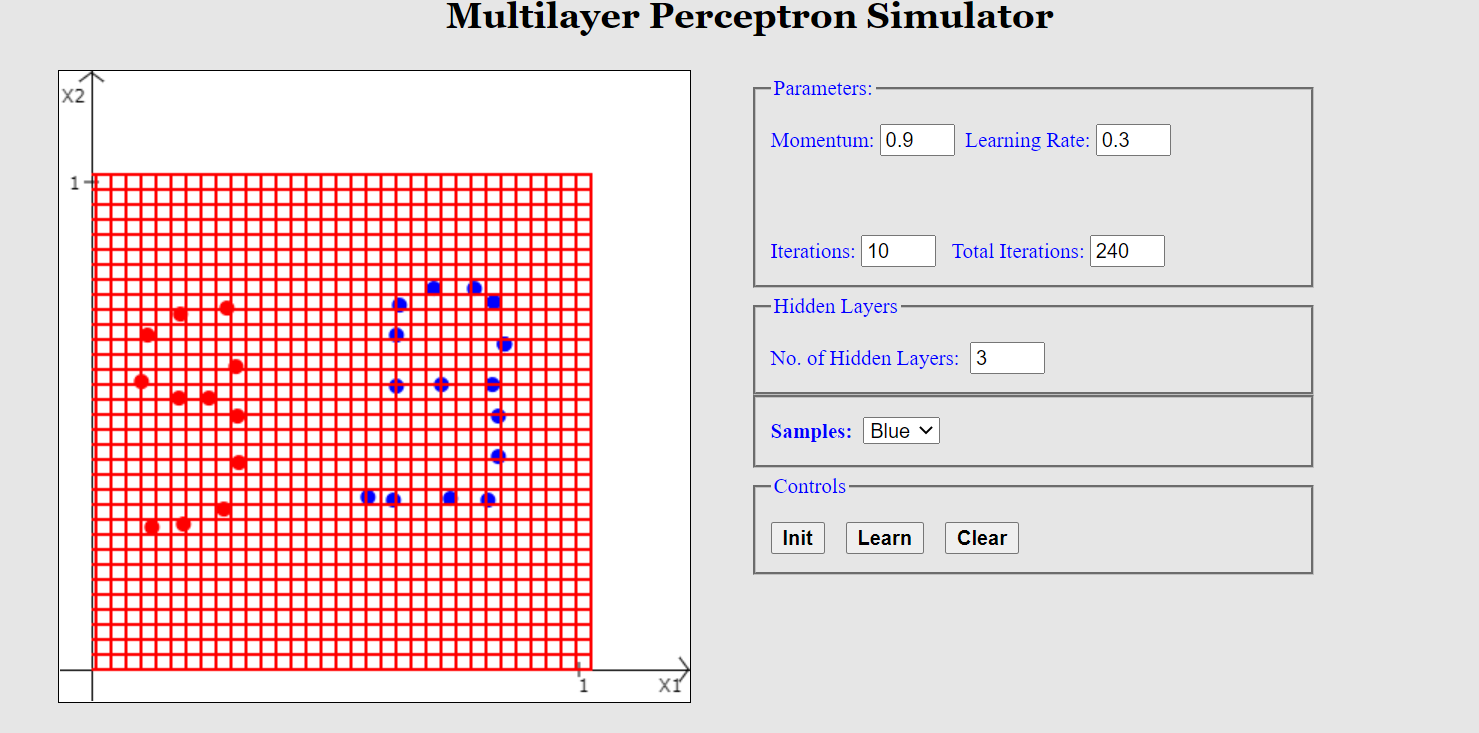 Multilayer Perceptron Simulator
X2
1
1
X1
Parameters:
Momentum: 0.9 Learning Rate: 0.3
Iterations: 10 Total Iterations: 240
Hidden Layers
No. of Hidden Layers: 3
Samples: Blue
Controls
Init Learn Clear